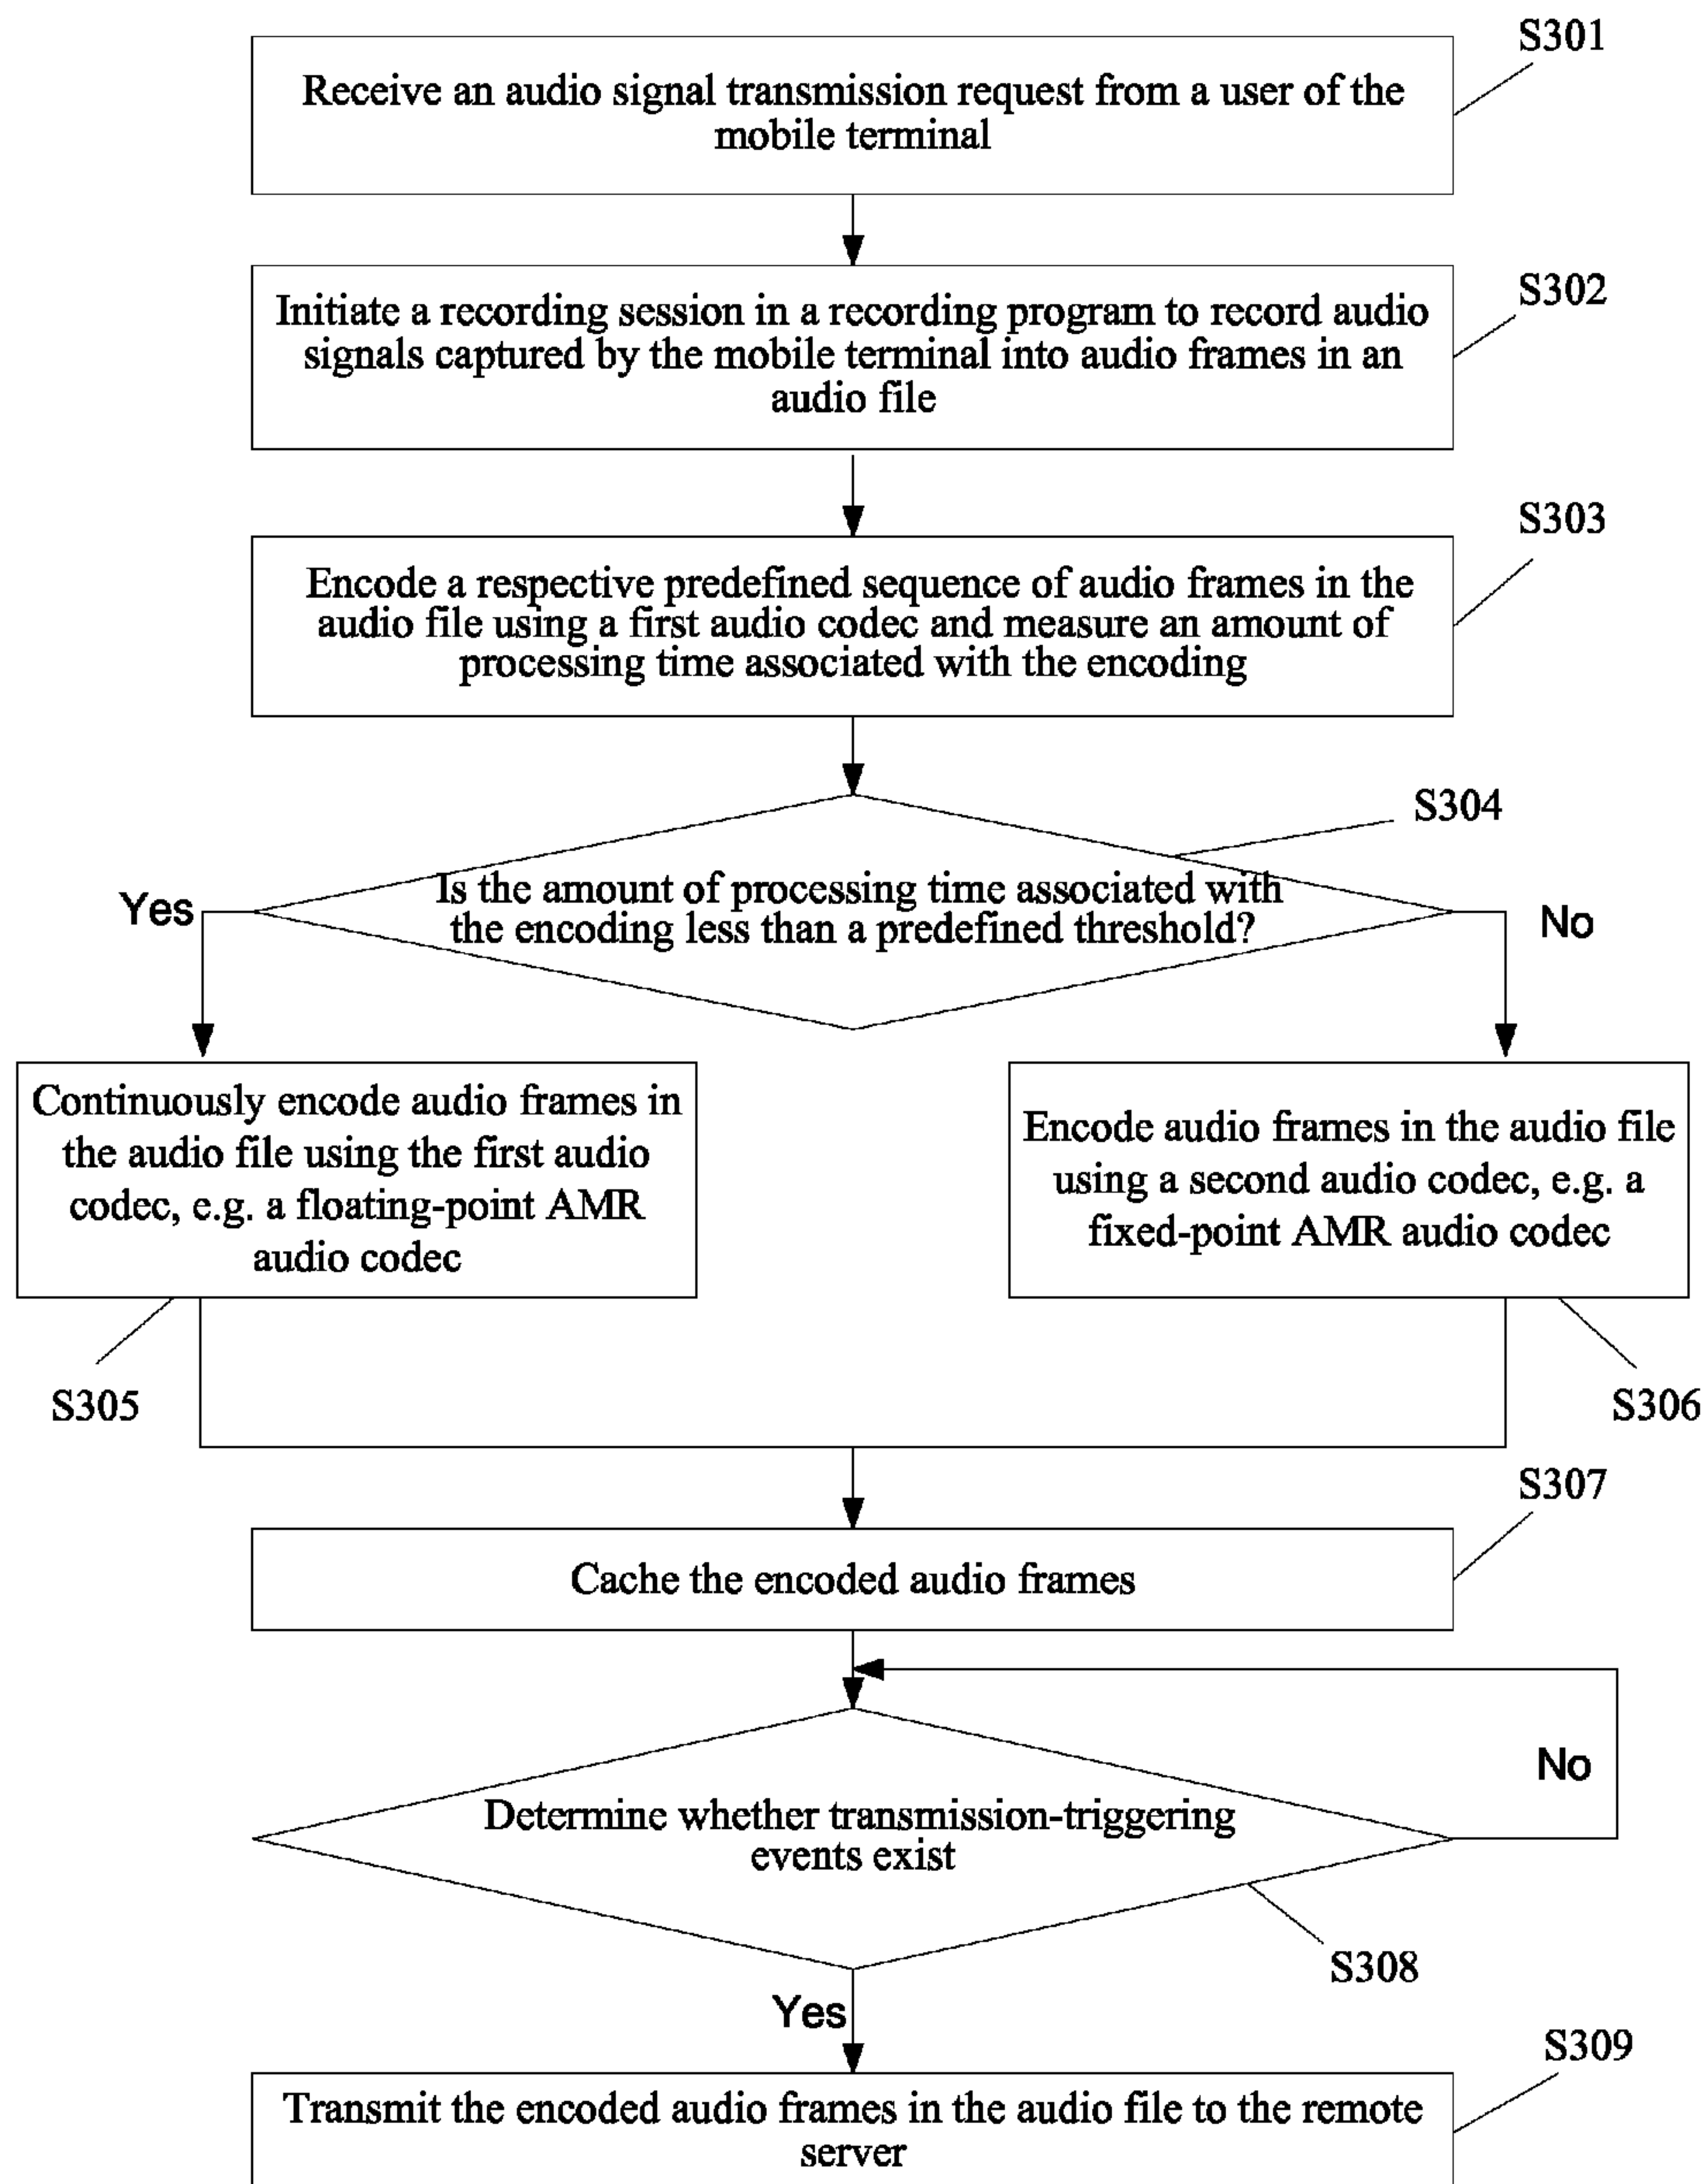 S301
Receive an audio signal transmission request from a user of the
mobile terminal
S302
Initiate a recording session in a recording program to record audio
signals captured by the mobile terminal into audio frames in an
audio file
S303
Encode a respective predefined sequence of audio frames in the
audio file using a first audio codec and measure an amount of
processing time associated with the encoding
S304
Is the amount of processing time associated with
the encoding less than a predefined threshold?
Yes
No
Continuously encode audio frames in
the audio file using the first audio
codec, e.g. a floating-point AMR
audio codec
Encode audio frames in the audio file
using a second audio codec, e.g. a
fixed-point AMR audio codec
S305
S306
S307
Cache the encoded audio frames
No
Determine whether transmission-triggering
events exist
S308
Yes
S309
Transmit the encoded audio frames in the audio file to the remote
server